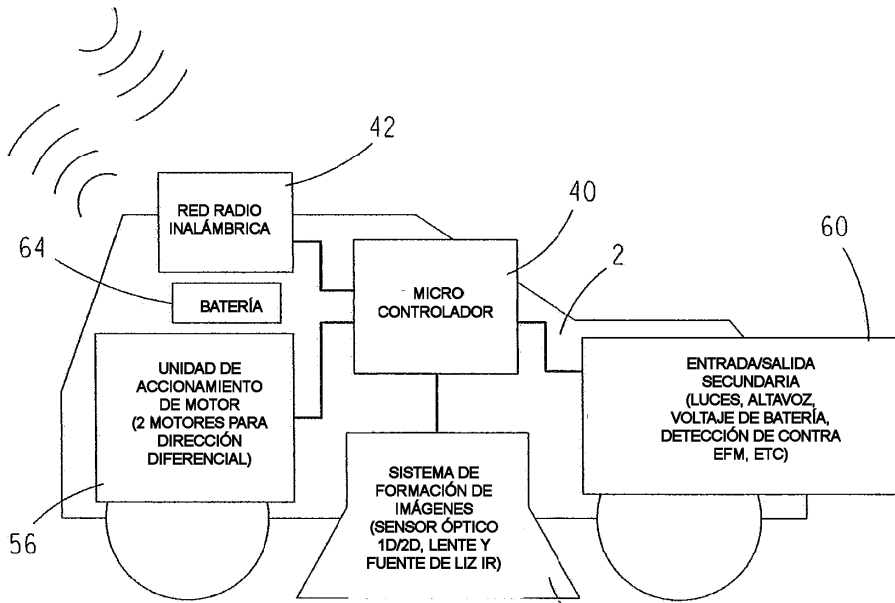 42
RED RADIO
INALÁMBRICA
40
64
BATERÍA
MICRO
CONTROLADOR
2
60
UNIDAD DE
ACCIONAMIENTO
DE MOTOR
(2 MOTORES PARA
DIRECCIÓN
DIFERENCIAL)
ENTRADA/SALIDA
SECUNDARIA
(LUCES, ALTAVOZ,
VOLTAJE DE BATERÍA,
DETECCIÓN DE CONTRA
EFM, ETC)
SISTEMA DE
FORMACIÓN DE
IMÁGENES
(SENSOR ÓPTICO
1D/2D, LENTE Y
FUENTE DE LIZ IR)
56